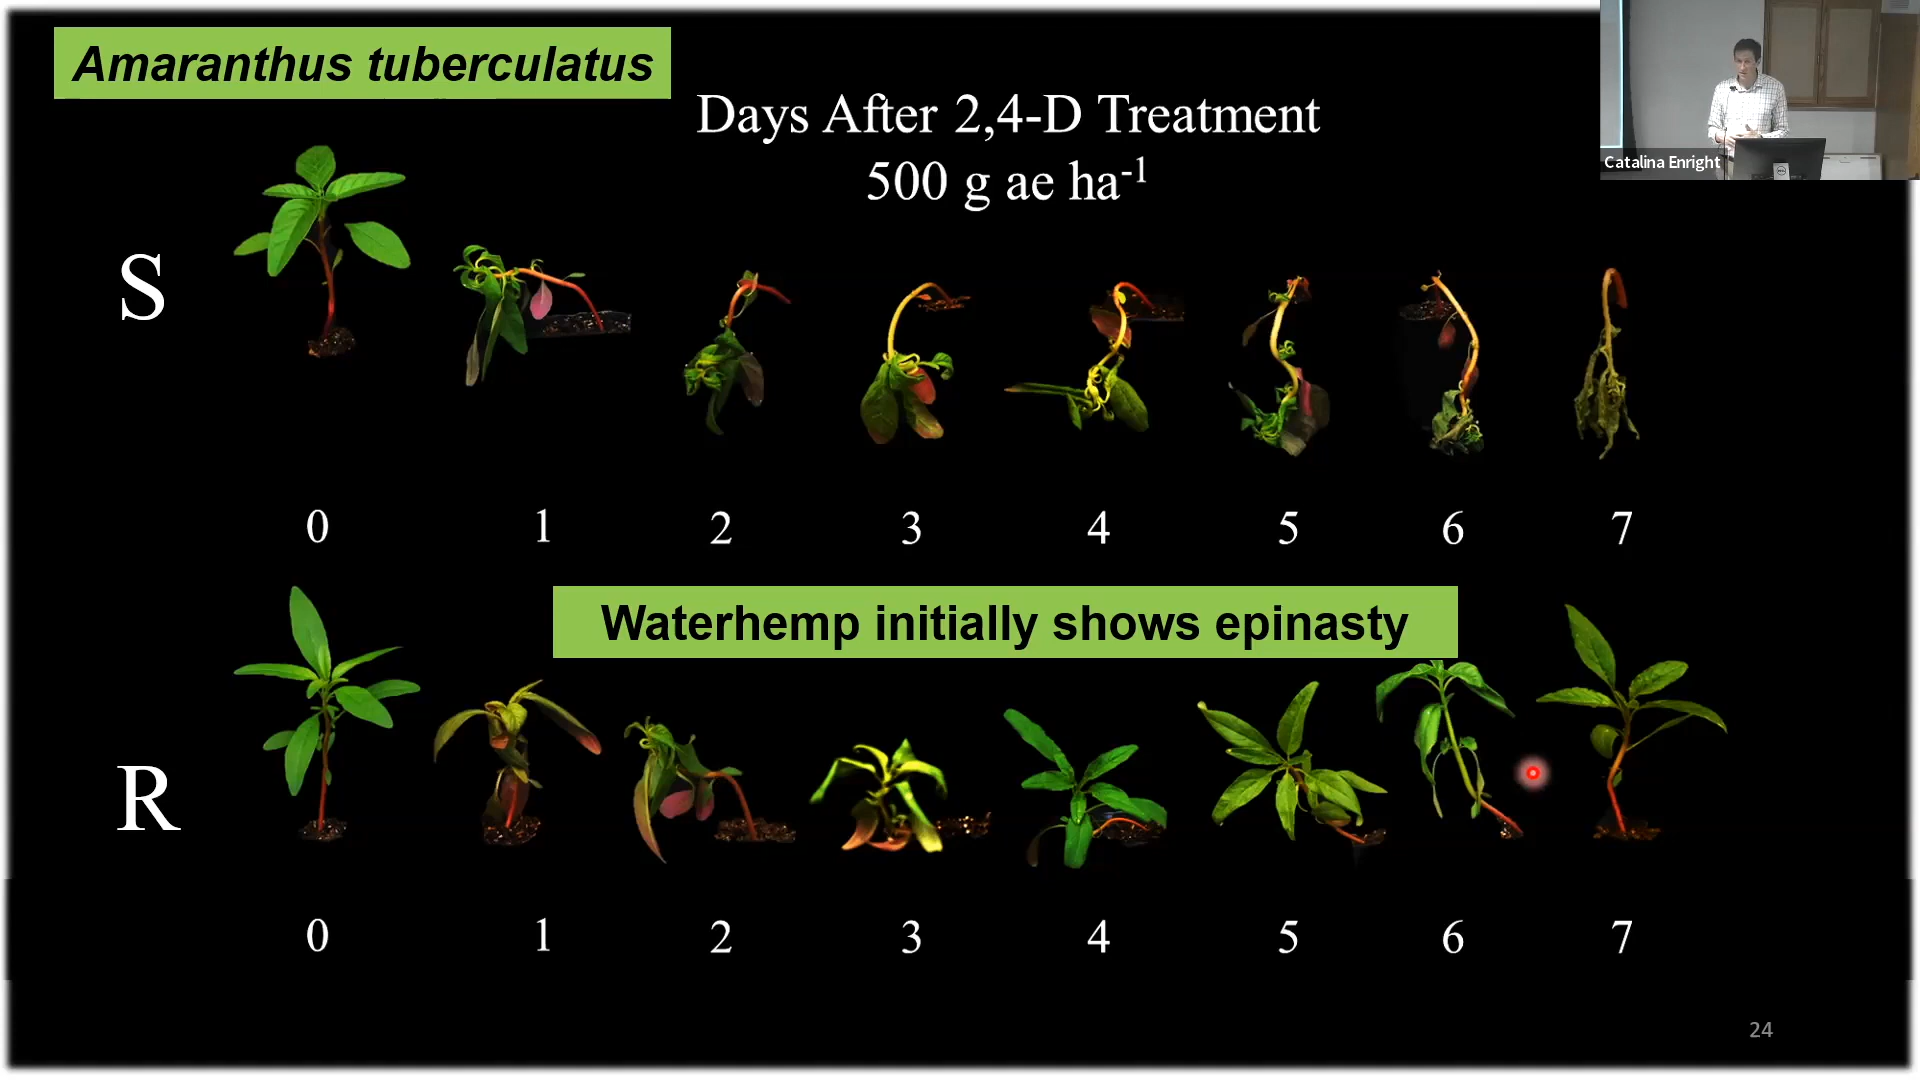 Amaranthus tuberculatus
Days After 2,4-D Treatment
500 g ae ha-1
Catalina Enright
S
0 1 2 3 4 5 6 7
Waterhemp initially shows epinasty
R
0 1 2 3 4 5 6 7
24